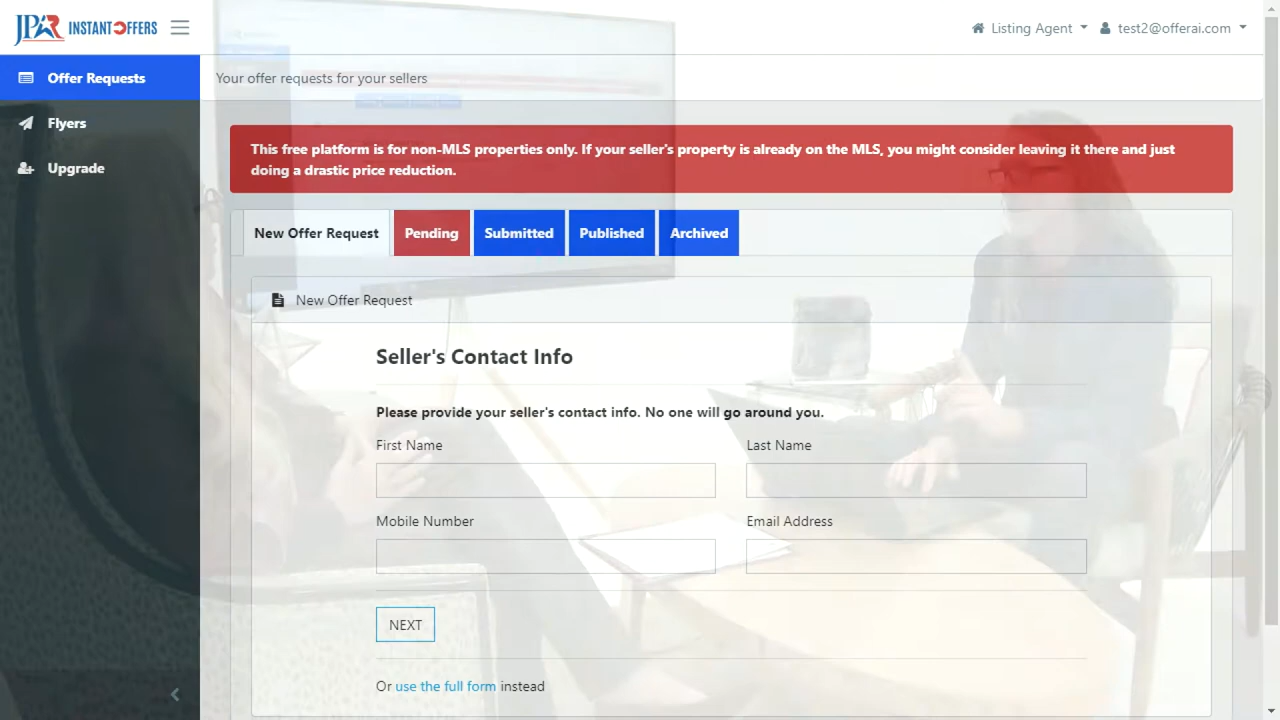 JPAR INSTANT OFFERS
Listing Agent
test2@offerai.com
Offer Requests
Flyers
Upgrade
Your offer requests for your sellers
This free platform is for non-MLS properties only. If your seller's property is already on the MLS, you might consider leaving it there and just
doing a drastic price reduction.
New Offer Request
Pending
Submitted
Published
Archived
New Offer Request
Seller's Contact Info
Please provide your seller's contact info. No one will go around you.
First Name
Last Name
Mobile Number
Email Address
NEXT
Or use the full form instead